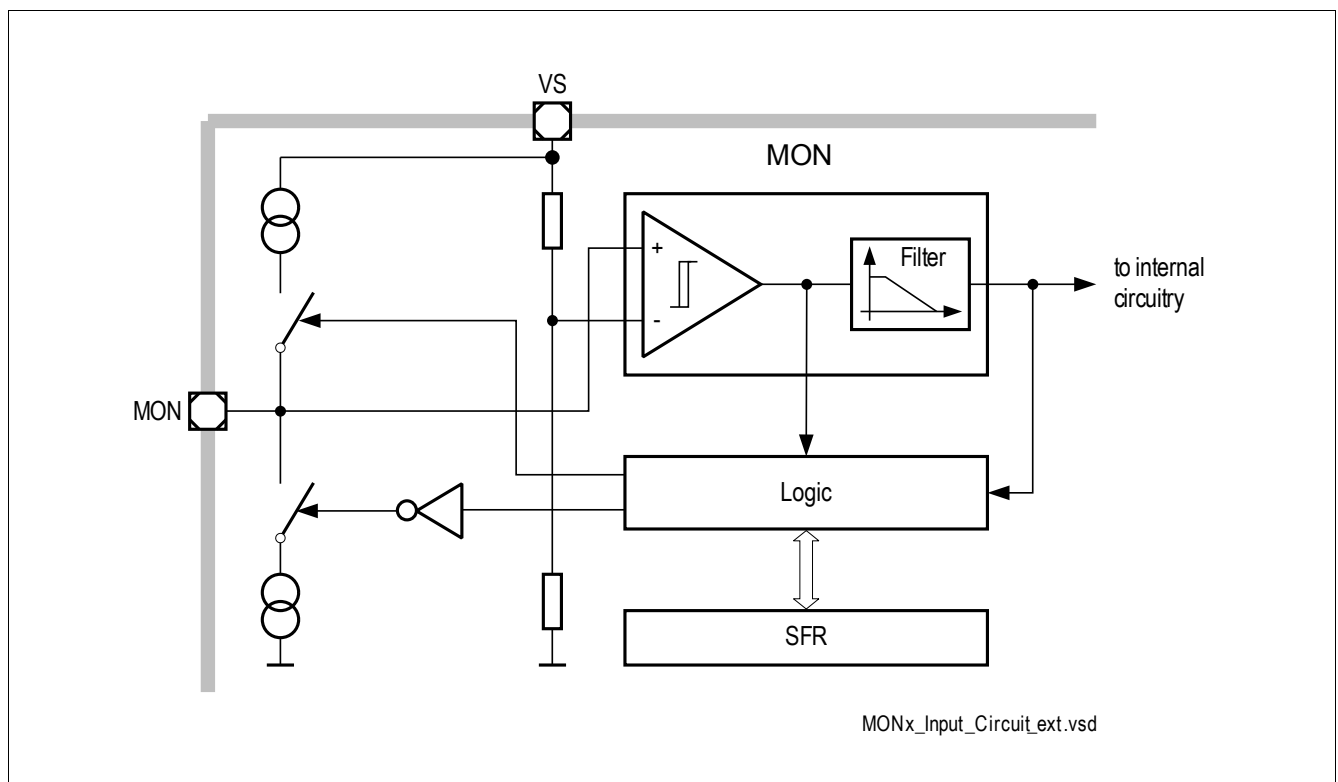 VS
MON
+
Filter
-
to internal
circuitry
MON
Logic
SFR
MONx_Input_Circuit_ext.vsd